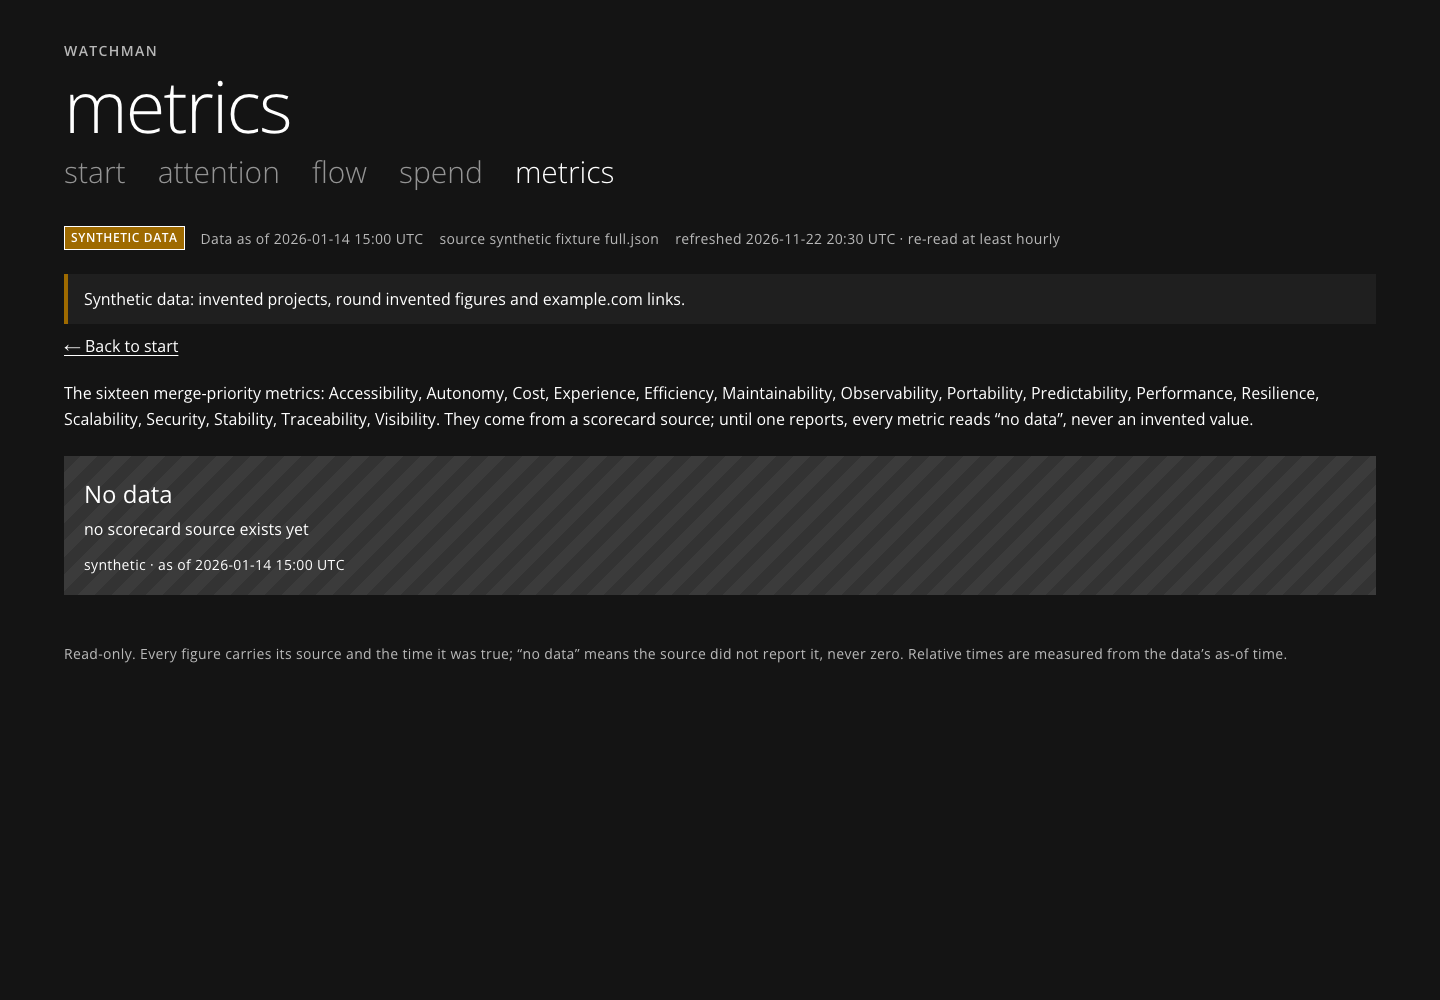 WATCHMAN
metrics
start attention flow spend metrics
SYNTHETIC DATA Data as of 2026-01-14 15:00 UTC source synthetic fixture full.json refreshed 2026-11-22 20:30 UTC · re-read at least hourly
Synthetic data: invented projects, round invented figures and example.com links.
← Back to start
The sixteen merge-priority metrics: Accessibility, Autonomy, Cost, Experience, Efficiency, Maintainability, Observability, Portability, Predictability, Performance, Resilience,
Scalability, Security, Stability, Traceability, Visibility. They come from a scorecard source; until one reports, every metric reads “no data”, never an invented value.
No data
no scorecard source exists yet
synthetic · as of 2026-01-14 15:00 UTC
Read-only. Every figure carries its source and the time it was true; “no data” means the source did not report it, never zero. Relative times are measured from the data’s as-of time.